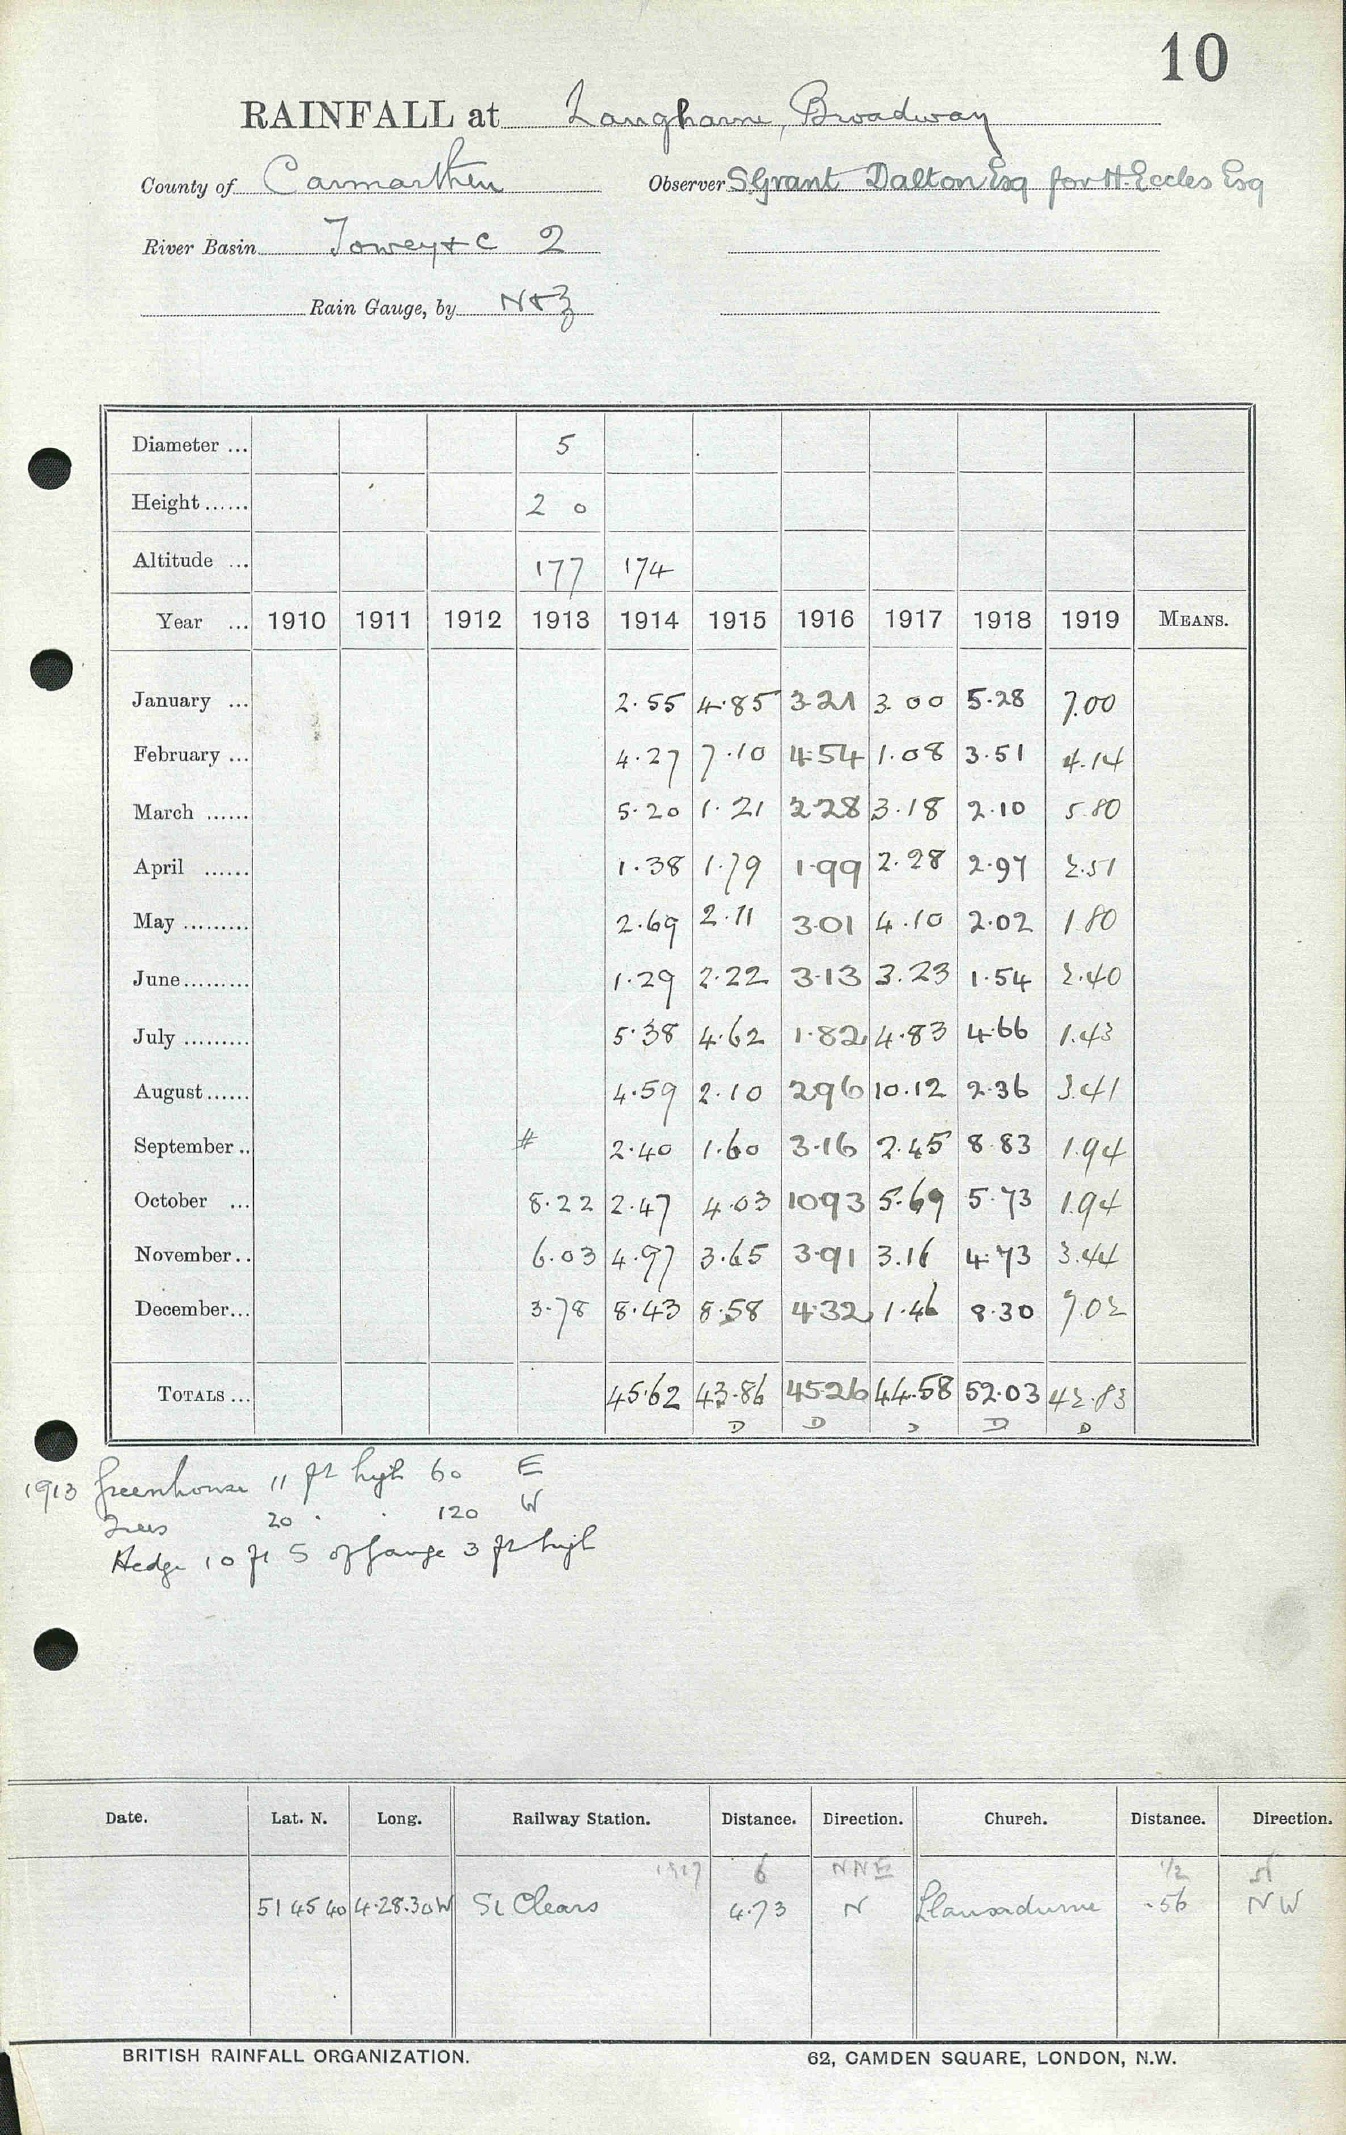 10
RAINFALL at Laugharne, Broadway
County of Carmarthen Observer S Grant Dalton Esq for H. Eccles Esq
River Basin Towey & C 2
Rain Gauge, by N & Z
Diameter ... 5
Height ...... 2 0
Altitude ... 177 174
Year ... 1910 1911 1912 1913 1914 1915 1916 1917 1918 1919 MEANS.
January ... 2.55 4.85 3.21 3.00 5.28 7.00
February ... 4.27 7.10 4.54 1.08 3.51 4.14
March ...... 5.20 1.21 2.28 3.18 2.10 5.80
April ...... 1.38 1.79 1.99 2.28 2.97 2.51
May ......... 2.69 2.11 3.01 4.10 2.02 1.80
June ......... 1.29 2.22 3.13 3.23 1.54 2.40
July ......... 5.38 4.62 1.82 4.83 4.66 1.43
August ...... 4.59 2.10 2.96 10.12 2.36 3.41
September .. # 2.40 1.60 3.16 2.45 8.83 1.94
October ... 8.22 2.47 4.03 10.93 5.69 5.73 1.94
November .. 6.03 4.97 3.65 3.91 3.16 4.73 3.44
December ... 3.78 8.43 8.58 4.32 1.46 8.30 7.02
TOTALS ... 45.62 43.86 45.26 44.58 52.03 42.83
D D D D D
1913 Greenhouse 11 ft high 60 E
Trees 20 " " 120 W
Hedge 10 ft S of gauge 3 ft high
Date. Lat. N. Long. Railway Station. Distance. Direction. Church. Distance. Direction.
1917 6 NNE 1/2 N
51 45 40 4.28.30W St Clears 4.73 N Llansadurne .56 NW
BRITISH RAINFALL ORGANIZATION. 62, CAMDEN SQUARE, LONDON, N.W.